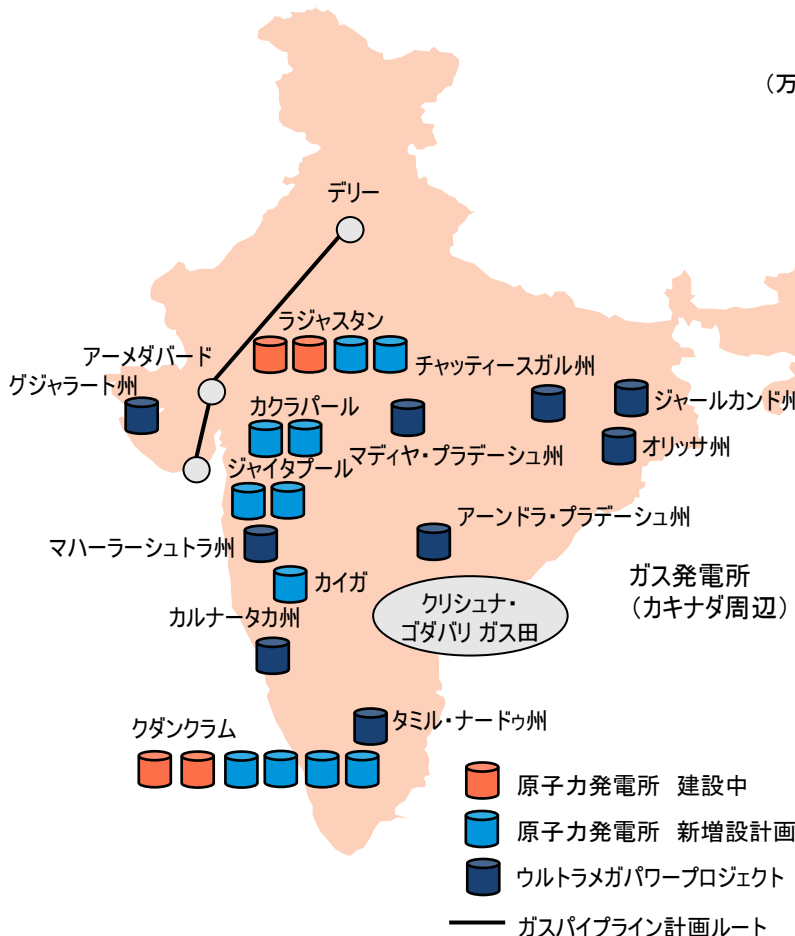 （万
デリー
ラジャスタン
アーメダバード
チャッティースガル州
グジャラート州
ジャールカンド州
カクラパール
オリッサ州
マディヤ・プラデーシュ州
ジャイタプール
アーンドラ・プラデーシュ州
マハーラーシュトラ州
カイガ
ガス発電所
（カキナダ周辺）
クリシュナ・
ゴダバリ ガス田
カルナータカ州
タミル・ナードゥ州
クダンクラム
原子力発電所 建設中
原子力発電所 新増設計画
ウルトラメガパワープロジェクト
ガスパイプライン計画ルート